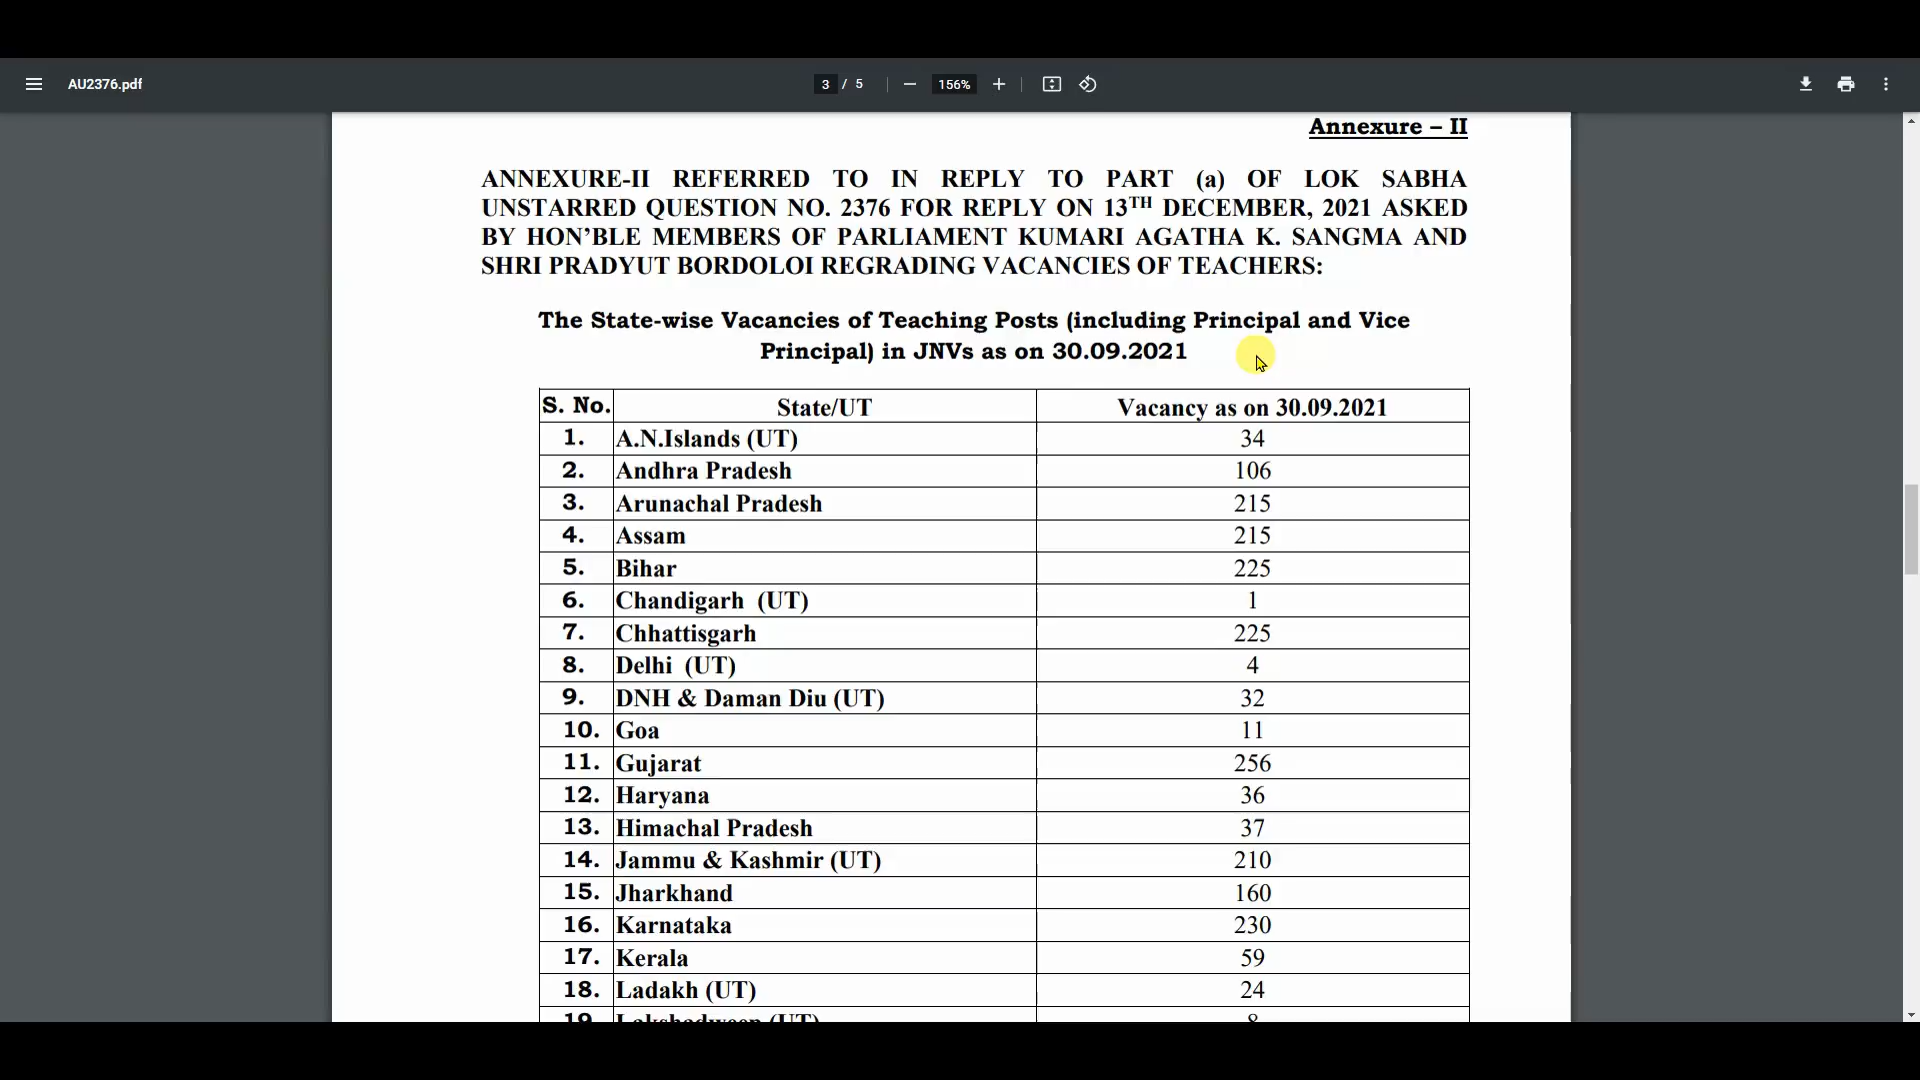 AU2376.pdf
3 / 5
156%
Annexure – II
ANNEXURE-II REFERRED TO IN REPLY TO PART (a) OF LOK SABHA
UNSTARRED QUESTION NO. 2376 FOR REPLY ON 13TH DECEMBER, 2021 ASKED
BY HON’BLE MEMBERS OF PARLIAMENT KUMARI AGATHA K. SANGMA AND
SHRI PRADYUT BORDOLOI REGRADING VACANCIES OF TEACHERS:
The State-wise Vacancies of Teaching Posts (including Principal and Vice
Principal) in JNVs as on 30.09.2021
S. No. State/UT Vacancy as on 30.09.2021
1. A.N.Islands (UT) 34
2. Andhra Pradesh 106
3. Arunachal Pradesh 215
4. Assam 215
5. Bihar 225
6. Chandigarh (UT) 1
7. Chhattisgarh 225
8. Delhi (UT) 4
9. DNH & Daman Diu (UT) 32
10. Goa 11
11. Gujarat 256
12. Haryana 36
13. Himachal Pradesh 37
14. Jammu & Kashmir (UT) 210
15. Jharkhand 160
16. Karnataka 230
17. Kerala 59
18. Ladakh (UT) 24
19. Lakshadweep (UT)